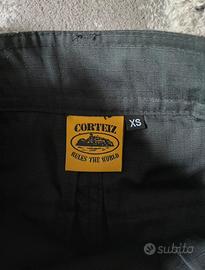 CORTEIZ
RULES THE WORLD
XS
subito